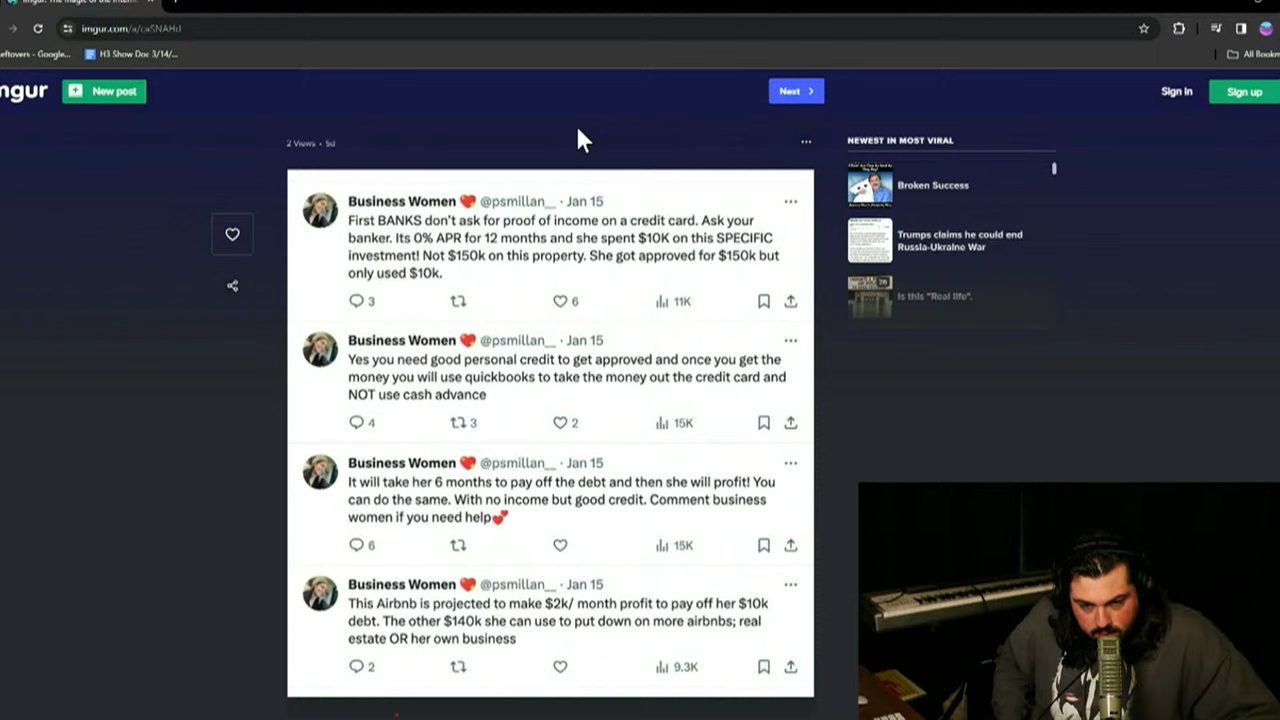 imgur.com/a/caSNAHd
eftovers - Google...
H3 Show Doc 3/14/...
All Bookm
ngur
New post
Next
Sign in
Sign up
2 Views • 5d
NEWEST IN MOST VIRAL
Broken Success
Trumps claims he could end
Russia-Ukraine War
Is this "Real life".
Business Women ❤️ @psmillan__ · Jan 15
First BANKS don't ask for proof of income on a credit card. Ask your
banker. Its 0% APR for 12 months and she spent $10K on this SPECIFIC
investment! Not $150k on this property. She got approved for $150k but
only used $10k.
3 6 11K
Business Women ❤️ @psmillan__ · Jan 15
Yes you need good personal credit to get approved and once you get the
money you will use quickbooks to take the money out the credit card and
NOT use cash advance
4 3 2 15K
Business Women ❤️ @psmillan__ · Jan 15
It will take her 6 months to pay off the debt and then she will profit! You
can do the same. With no income but good credit. Comment business
women if you need help💕
6 15K
Business Women ❤️ @psmillan__ · Jan 15
This Airbnb is projected to make $2k/ month profit to pay off her $10k
debt. The other $140k she can use to put down on more airbnbs; real
estate OR her own business
2 9.3K